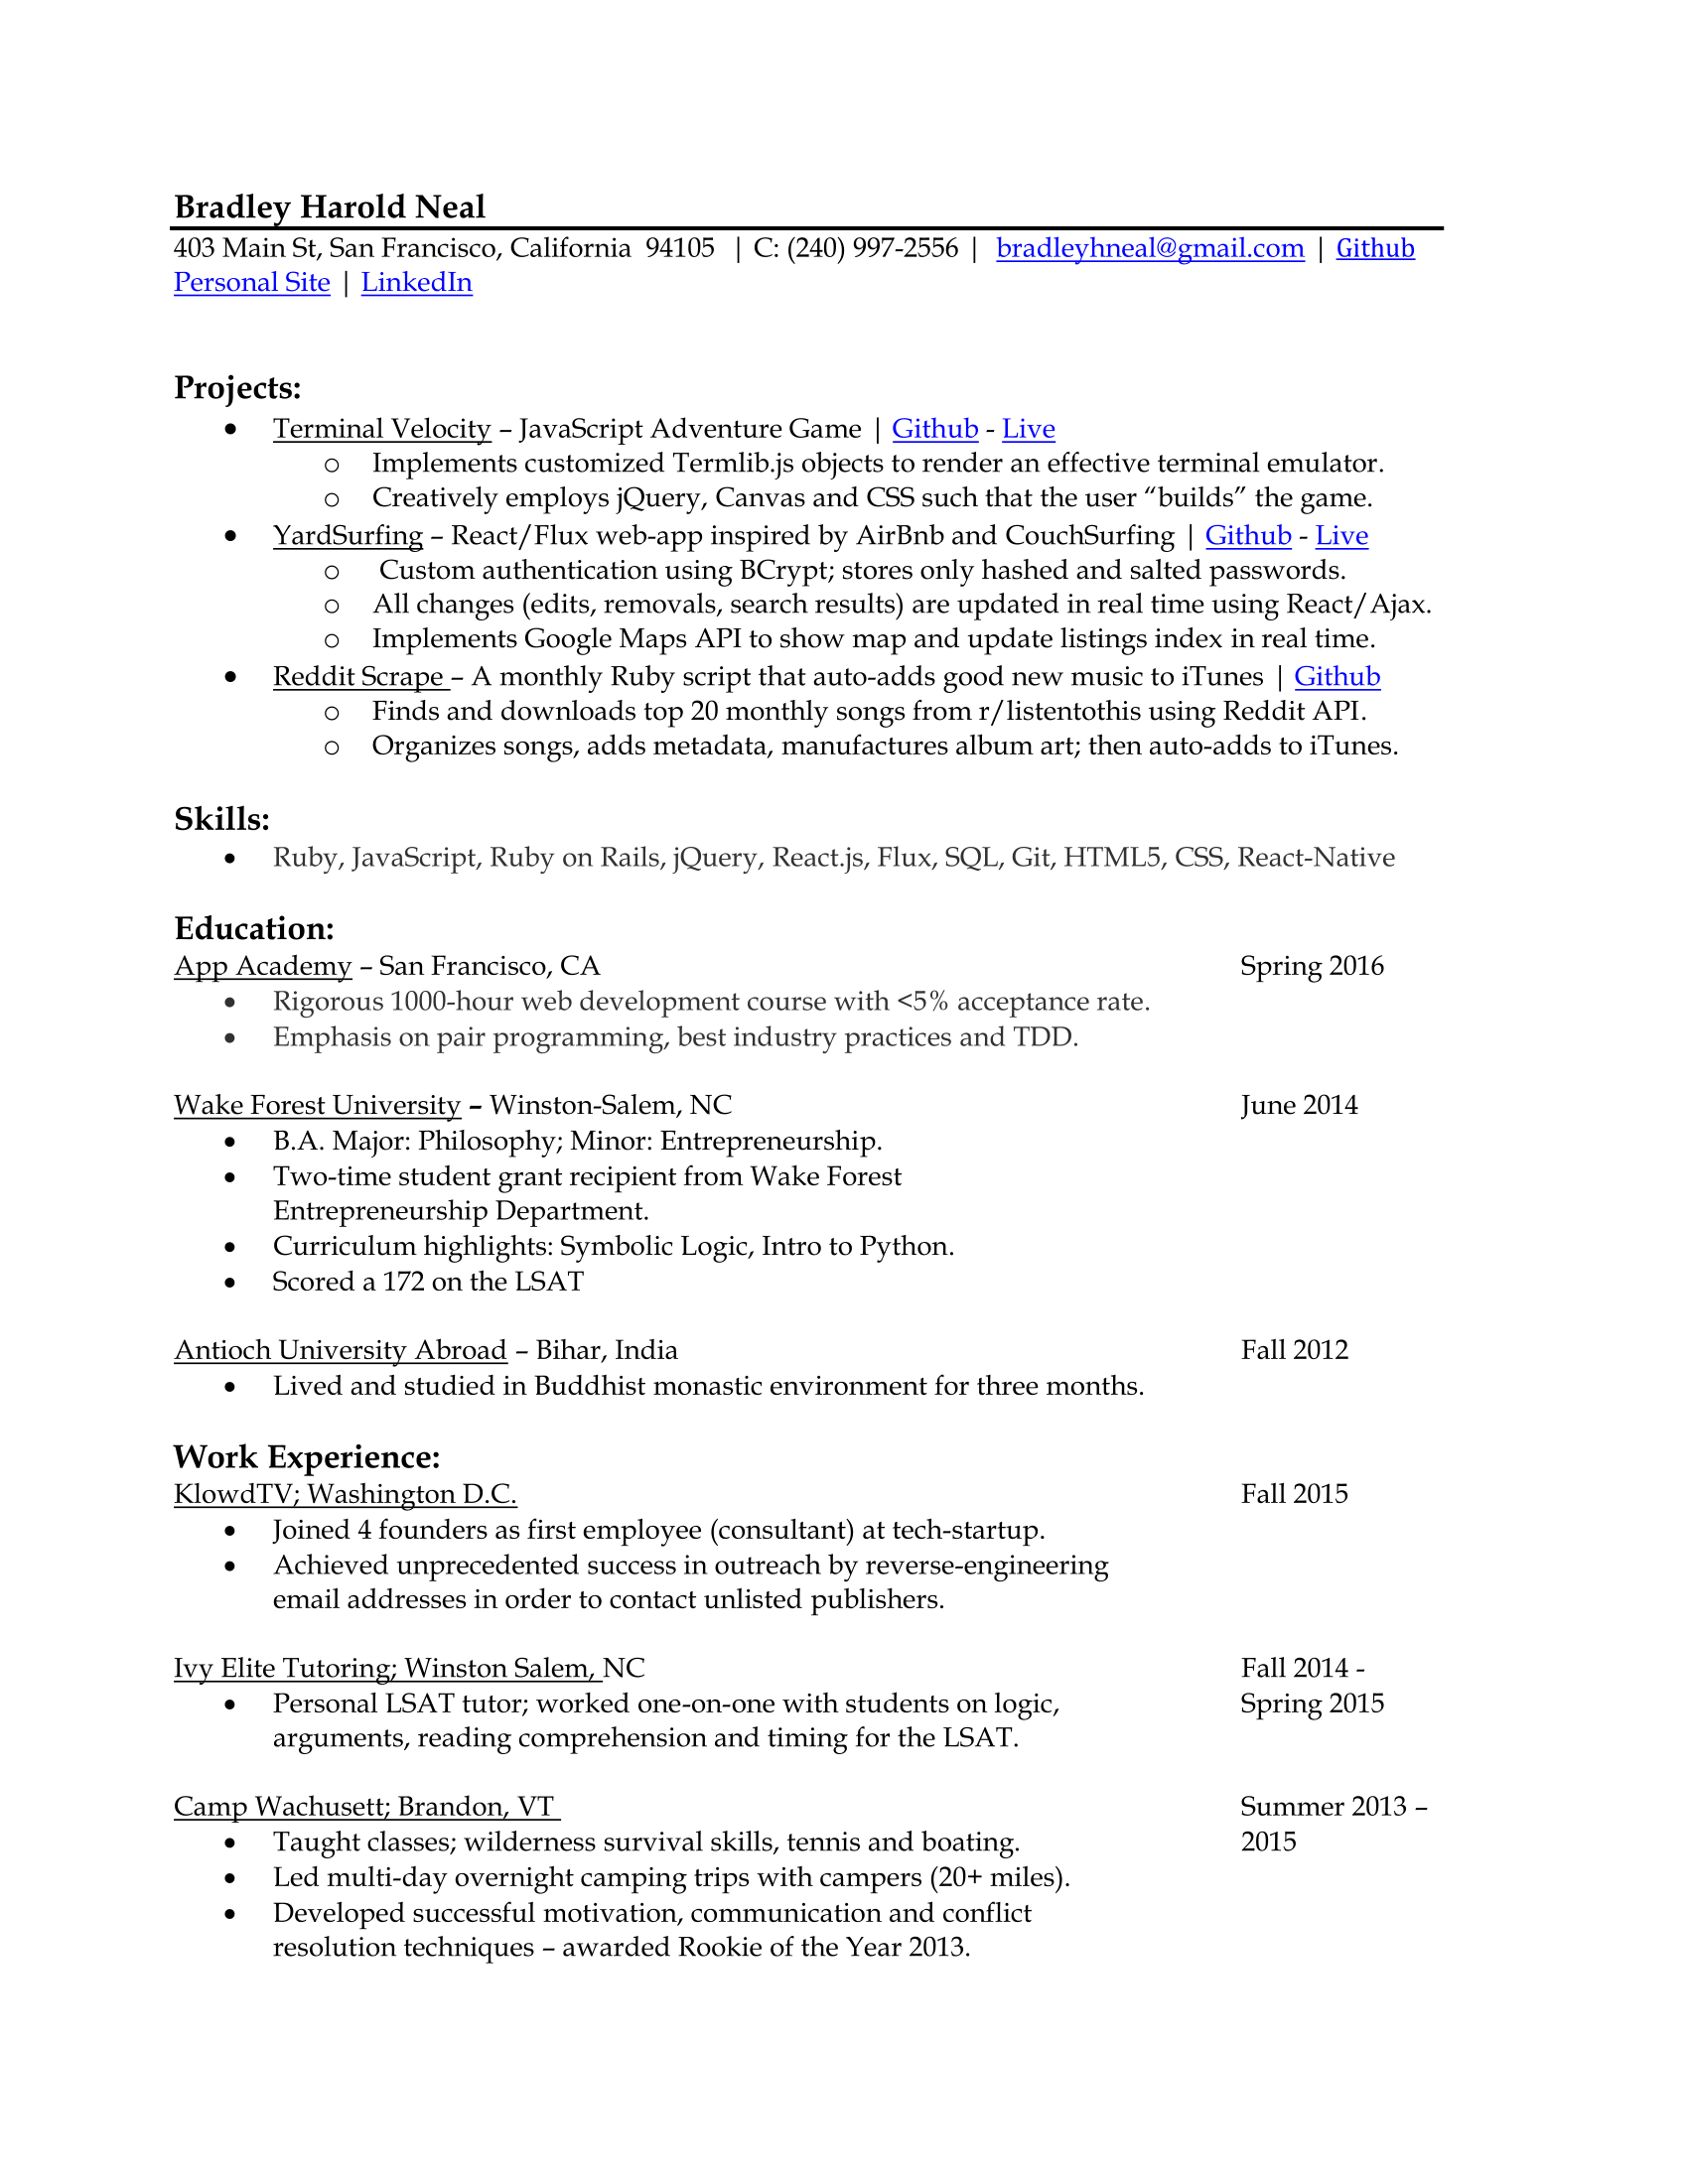 Bradley Harold Neal
403 Main St, San Francisco, California  94105  | C: (240) 997-2556 |  bradleyhneal@gmail.com | Github
Personal Site | LinkedIn
Projects:
• Terminal Velocity – JavaScript Adventure Game | Github - Live
o Implements customized Termlib.js objects to render an effective terminal emulator.
o Creatively employs jQuery, Canvas and CSS such that the user “builds” the game.
• YardSurfing – React/Flux web-app inspired by AirBnb and CouchSurfing | Github - Live
o Custom authentication using BCrypt; stores only hashed and salted passwords.
o All changes (edits, removals, search results) are updated in real time using React/Ajax.
o Implements Google Maps API to show map and update listings index in real time.
• Reddit Scrape – A monthly Ruby script that auto-adds good new music to iTunes | Github
o Finds and downloads top 20 monthly songs from r/listentothis using Reddit API.
o Organizes songs, adds metadata, manufactures album art; then auto-adds to iTunes.
Skills:
• Ruby, JavaScript, Ruby on Rails, jQuery, React.js, Flux, SQL, Git, HTML5, CSS, React-Native
Education:
App Academy – San Francisco, CA Spring 2016
• Rigorous 1000-hour web development course with <5% acceptance rate.
• Emphasis on pair programming, best industry practices and TDD.
Wake Forest University – Winston-Salem, NC June 2014
• B.A. Major: Philosophy; Minor: Entrepreneurship.
• Two-time student grant recipient from Wake Forest
Entrepreneurship Department.
• Curriculum highlights: Symbolic Logic, Intro to Python.
• Scored a 172 on the LSAT
Antioch University Abroad – Bihar, India Fall 2012
• Lived and studied in Buddhist monastic environment for three months.
Work Experience:
KlowdTV; Washington D.C. Fall 2015
• Joined 4 founders as first employee (consultant) at tech-startup.
• Achieved unprecedented success in outreach by reverse-engineering
email addresses in order to contact unlisted publishers.
Ivy Elite Tutoring; Winston Salem, NC Fall 2014 -
• Personal LSAT tutor; worked one-on-one with students on logic, Spring 2015
arguments, reading comprehension and timing for the LSAT.
Camp Wachusett; Brandon, VT Summer 2013 –
• Taught classes; wilderness survival skills, tennis and boating. 2015
• Led multi-day overnight camping trips with campers (20+ miles).
• Developed successful motivation, communication and conflict
resolution techniques – awarded Rookie of the Year 2013.